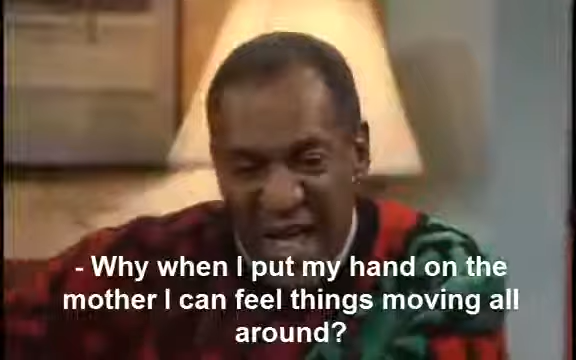 - Why when I put my hand on the
mother I can feel things moving all
around?